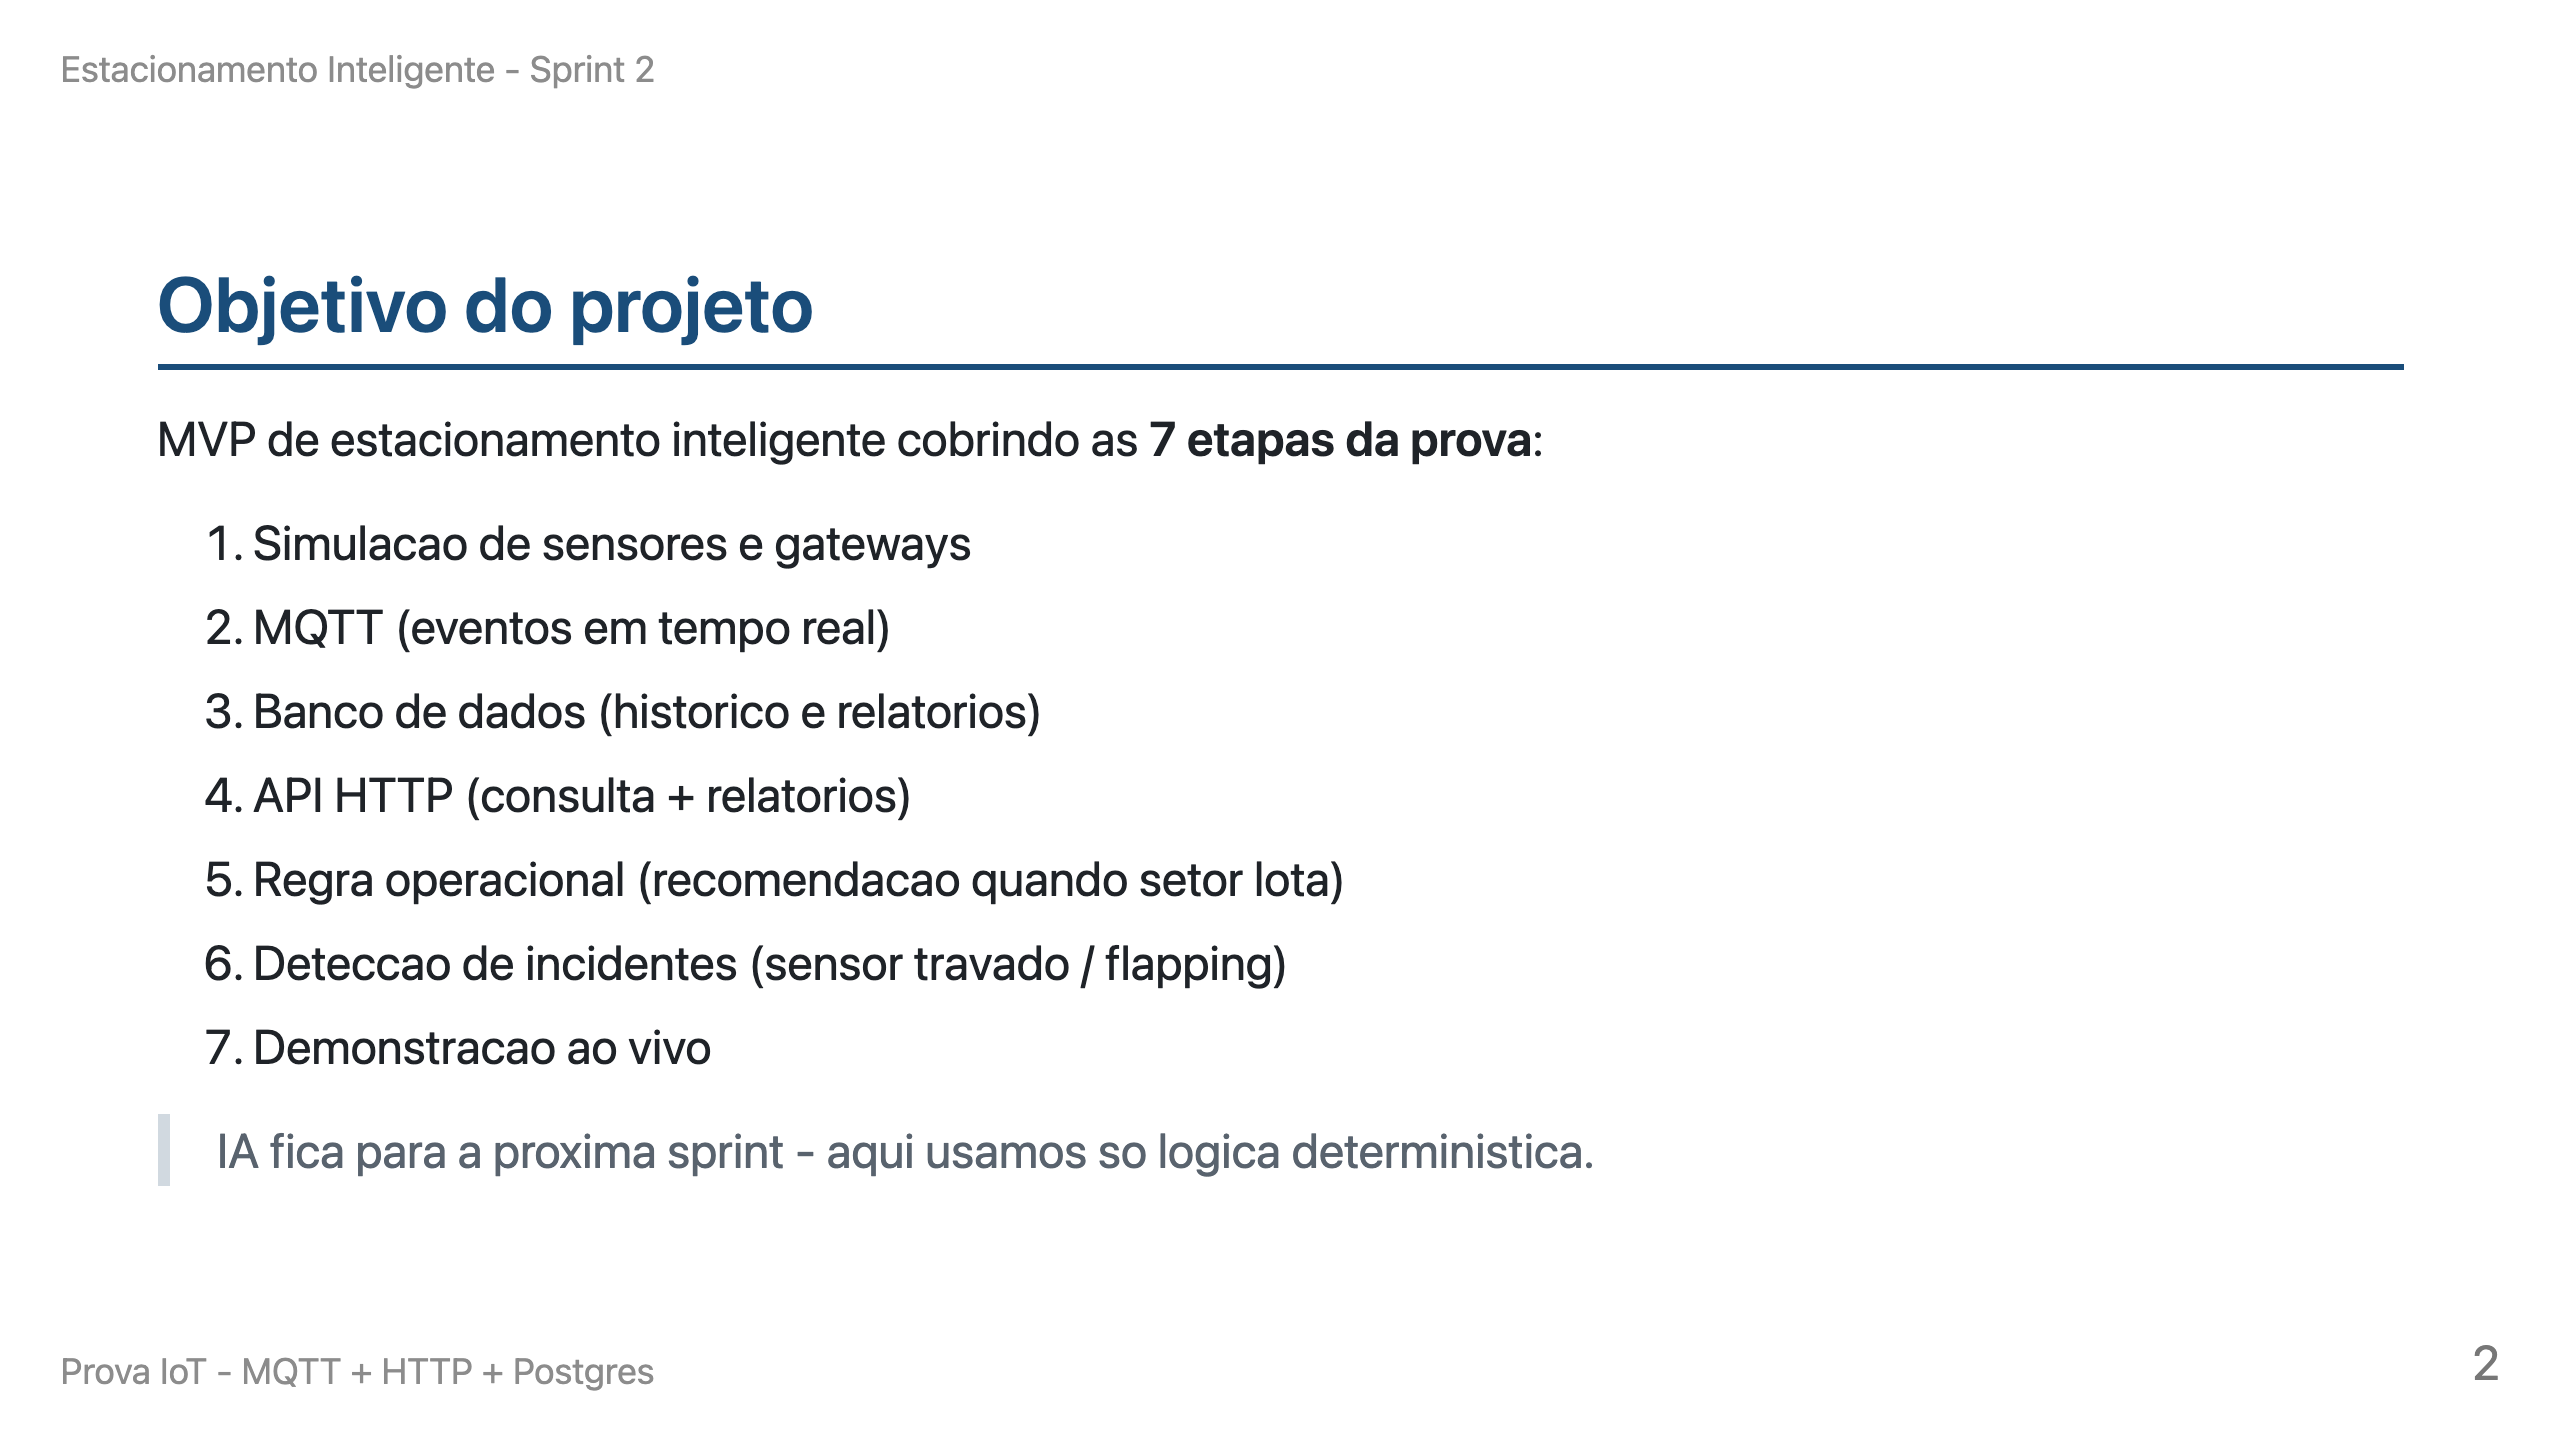 Estacionamento Inteligente - Sprint 2
Objetivo do projeto
MVP de estacionamento inteligente cobrindo as 7 etapas da prova:
1. Simulacao de sensores e gateways
2. MQTT (eventos em tempo real)
3. Banco de dados (historico e relatorios)
4. API HTTP (consulta + relatorios)
5. Regra operacional (recomendacao quando setor lota)
6. Deteccao de incidentes (sensor travado / flapping)
7. Demonstracao ao vivo
IA fica para a proxima sprint - aqui usamos so logica deterministica.
Prova IoT - MQTT + HTTP + Postgres
2